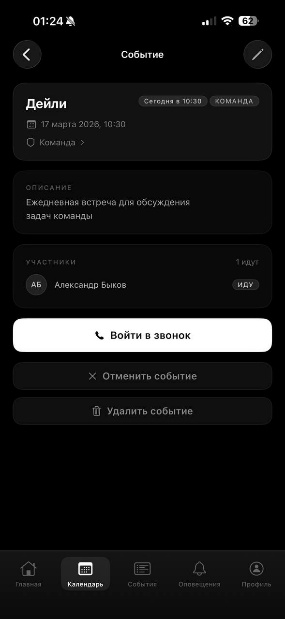 01:24
62
Событие
Дейли
Сегодня в 10:30
КОМАНДА
17 марта 2026, 10:30
Команда
ОПИСАНИЕ
Ежедневная встреча для обсуждения
задач команды
УЧАСТНИКИ
1 идут
АБ
Александр Быков
ИДУ
Войти в звонок
Отменить событие
Удалить событие
Главная
Календарь
События
Оповещения
Профиль